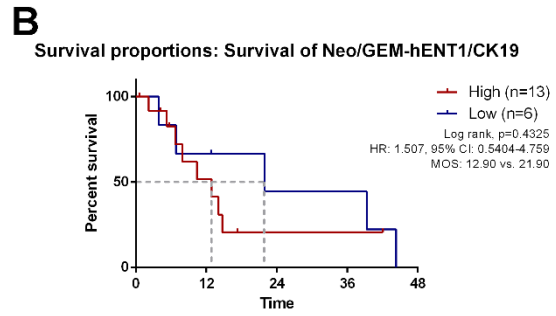 B
Survival proportions: Survival of Neo/GEM-hENT1/CK19
High (n=13)
Low (n=6)
Log rank, p=0.4325
HR: 1.507, 95% CI: 0.5404-4.759
MOS: 12.90 vs. 21.90
Percent survival
100
50
0
0 12 24 36 48
Time